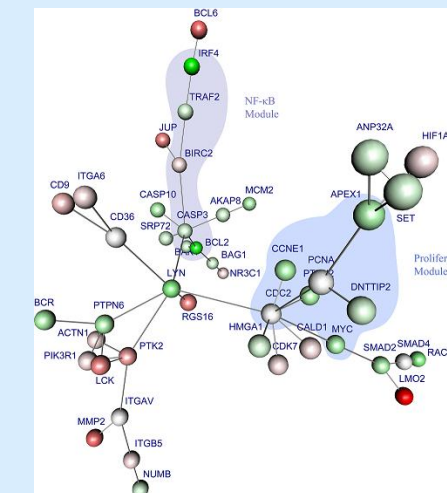 BCL6
IRF4
TRAF2
NF-κB
Module
JUP
BIRC2
ANP32A
HIF1A
APEX1
SET
ITGA6
CD9
CD36
CASP10
AKAP8
MCM2
SRP72
CASP3
BCL2
BAG1
NR3C1
CCNE1
PCNA
Prolifer
Module
DNTTIP2
CDC2
LYN
RGS16
BCR
PTPN6
ACTN1
PIK3R1
LCK
PTK2
HMGA1
CDK7
CALD1
MYC
SMAD2
SMAD4
RAC
LMO2
ITGAV
MMP2
ITGB5
NUMB